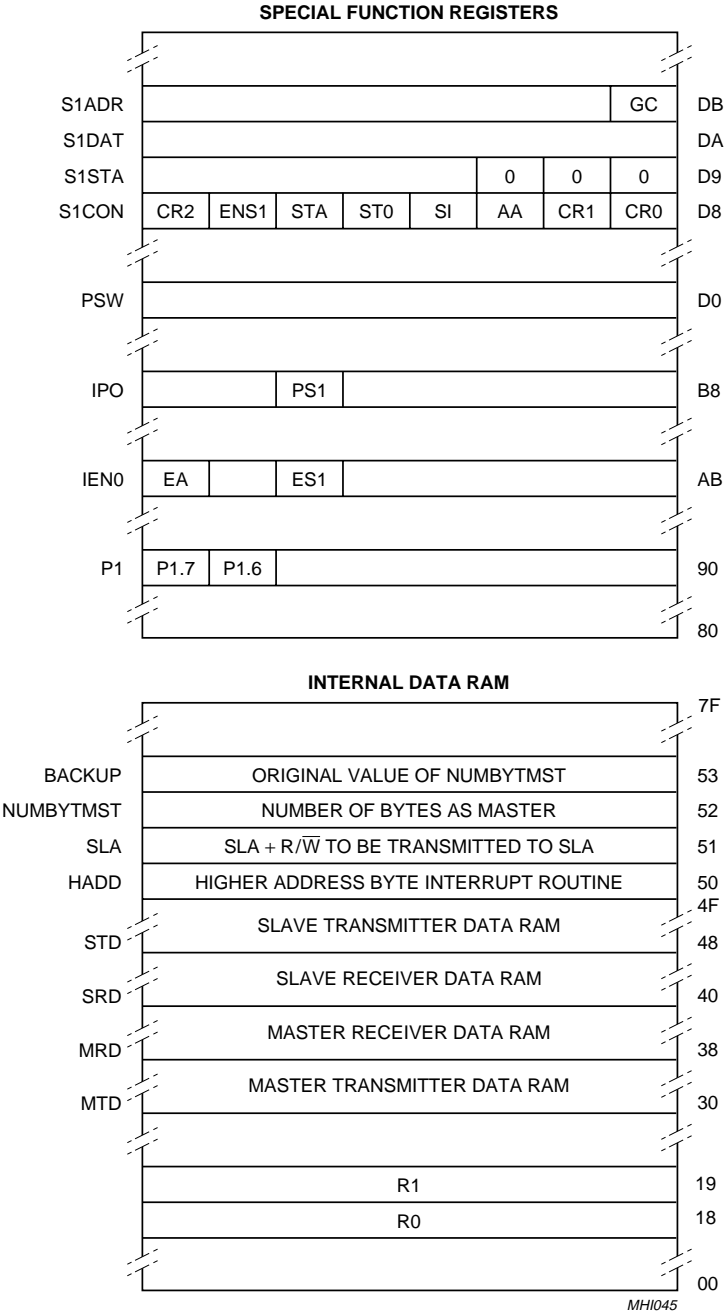 SPECIAL FUNCTION REGISTERS
S1ADR GC DB
S1DAT DA
S1STA 0 0 0 D9
S1CON CR2 ENS1 STA ST0 SI AA CR1 CR0 D8
PSW D0
IPO PS1 B8
IEN0 EA ES1 AB
P1 P1.7 P1.6 90
80
INTERNAL DATA RAM
7F
BACKUP ORIGINAL VALUE OF NUMBYTMST 53
NUMBYTMST NUMBER OF BYTES AS MASTER 52
SLA SLA + R/W̅ TO BE TRANSMITTED TO SLA 51
HADD HIGHER ADDRESS BYTE INTERRUPT ROUTINE 50
4F
SLAVE TRANSMITTER DATA RAM
STD 48
SLAVE RECEIVER DATA RAM
SRD 40
MASTER RECEIVER DATA RAM
MRD 38
MASTER TRANSMITTER DATA RAM
MTD 30
R1 19
R0 18
00
MHI045